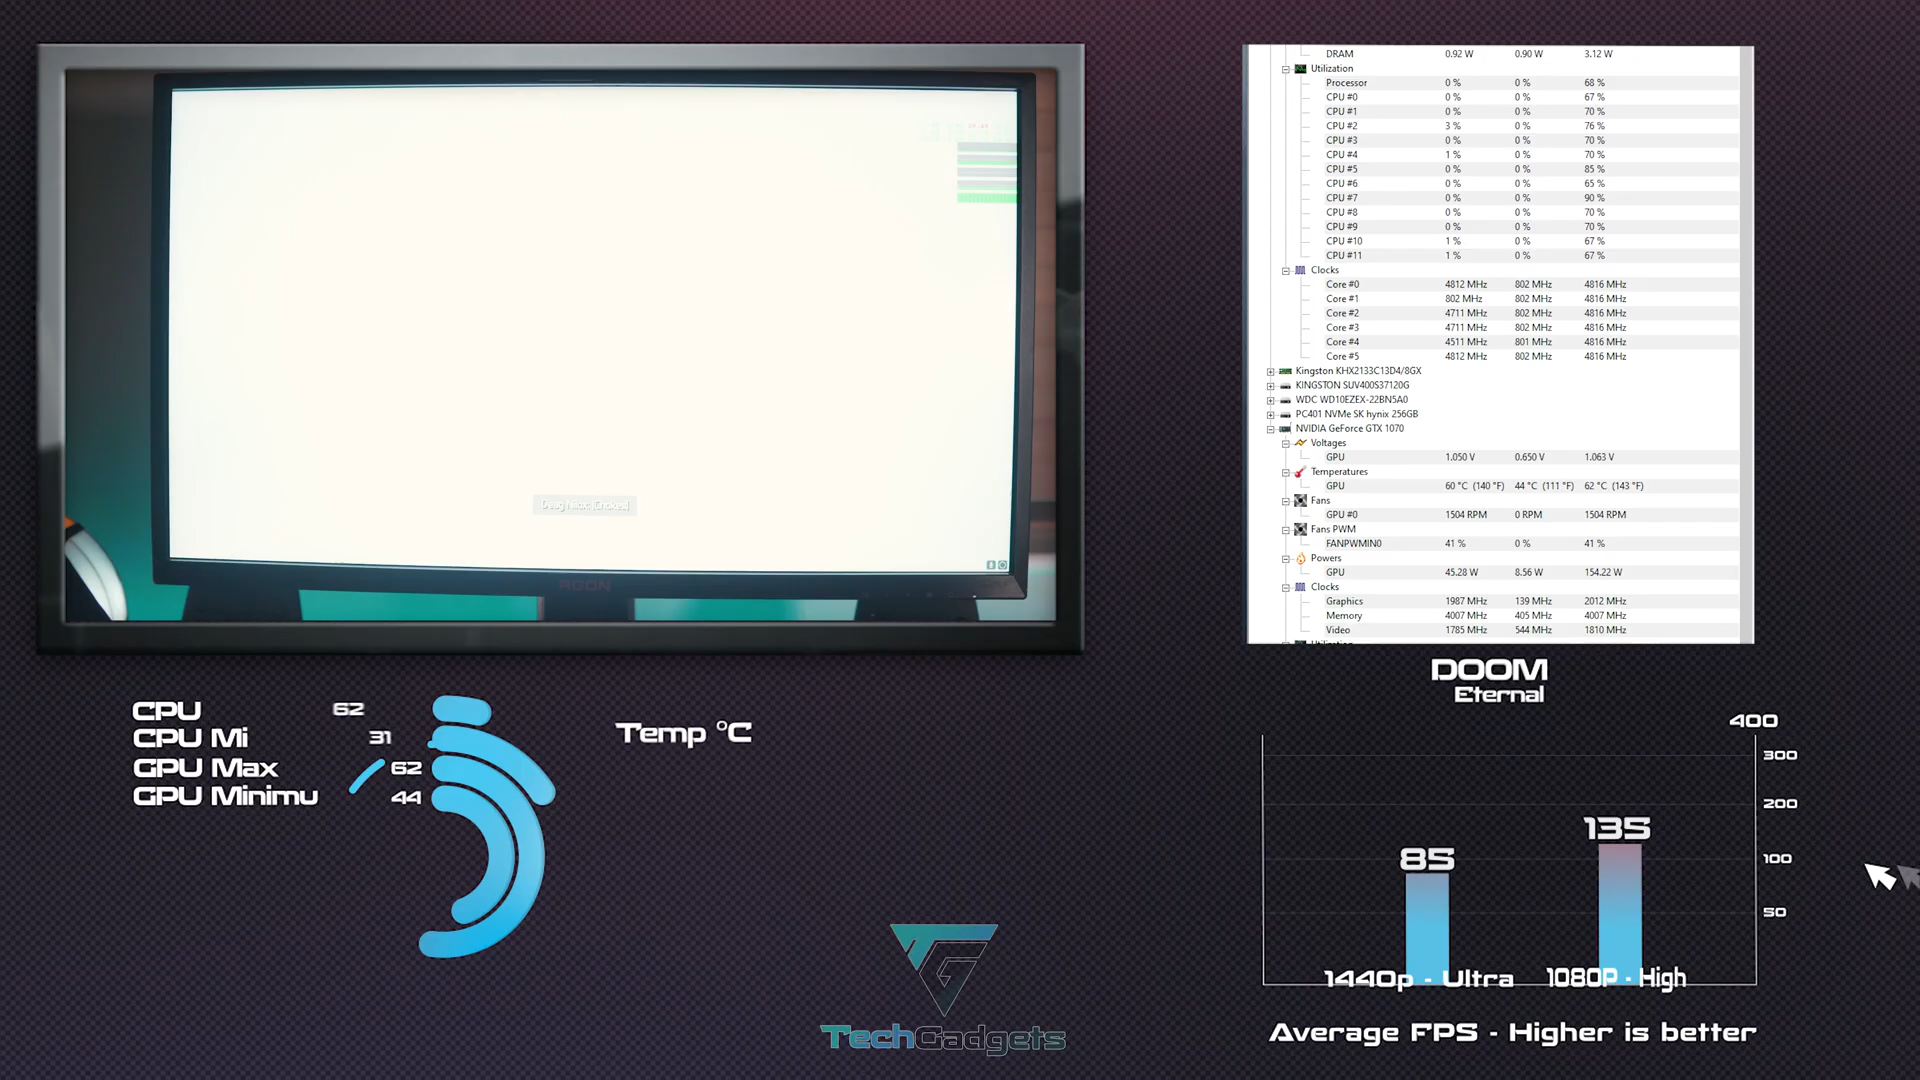 DRAM 0.92 W 0.90 W 3.12 W
Utilization
Processor 0 % 0 % 68 %
CPU #0 0 % 0 % 67 %
CPU #1 0 % 0 % 70 %
CPU #2 3 % 0 % 76 %
CPU #3 0 % 0 % 70 %
CPU #4 1 % 0 % 70 %
CPU #5 0 % 0 % 85 %
CPU #6 0 % 0 % 65 %
CPU #7 0 % 0 % 90 %
CPU #8 0 % 0 % 70 %
CPU #9 0 % 0 % 70 %
CPU #10 1 % 0 % 67 %
CPU #11 1 % 0 % 67 %
Clocks
Core #0 4812 MHz 802 MHz 4816 MHz
Core #1 802 MHz 802 MHz 4816 MHz
Core #2 4711 MHz 802 MHz 4816 MHz
Core #3 4711 MHz 802 MHz 4816 MHz
Core #4 4511 MHz 801 MHz 4816 MHz
Core #5 4812 MHz 802 MHz 4816 MHz
Kingston KHX2133C13D4/8GX
KINGSTON SUV400S37120G
WDC WD10EZEX-22BN5A0
PC401 NVMe SK hynix 256GB
NVIDIA GeForce GTX 1070
Voltages
GPU 1.050 V 0.650 V 1.063 V
Temperatures
GPU 60 °C (140 °F) 44 °C (111 °F) 62 °C (143 °F)
Fans
GPU #0 1504 RPM 0 RPM 1504 RPM
Fans PWM
FANPWMIN0 41 % 0 % 41 %
Powers
GPU 45.28 W 8.56 W 154.22 W
Clocks
Graphics 1987 MHz 139 MHz 2012 MHz
Memory 4007 MHz 405 MHz 4007 MHz
Video 1785 MHz 544 MHz 1810 MHz
AGON
CPU 62
CPU Mi 31
GPU Max 62
GPU Minimu 44
Temp °C
DOOM
Eternal
400
300
200
135
100
85
50
1440p - Ultra 1080P - High
Average FPS - Higher is better
TG
TechGadgets